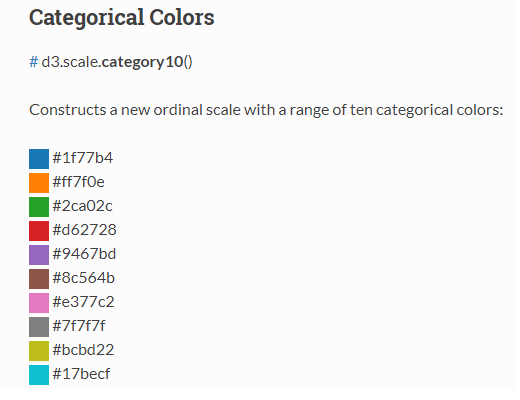 Categorical Colors
# d3.scale.category10()
Constructs a new ordinal scale with a range of ten categorical colors:
#1f77b4
#ff7f0e
#2ca02c
#d62728
#9467bd
#8c564b
#e377c2
#7f7f7f
#bcbd22
#17becf